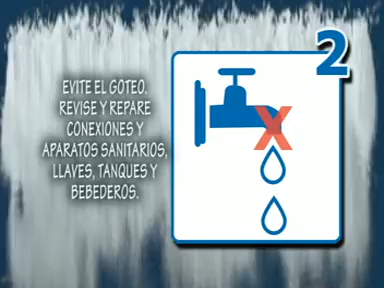 2
EVITE EL GOTEO.
REVISE Y REPARE
CONEXIONES Y
APARATOS SANITARIOS,
LLAVES, TANQUES Y
BEBEDEROS.